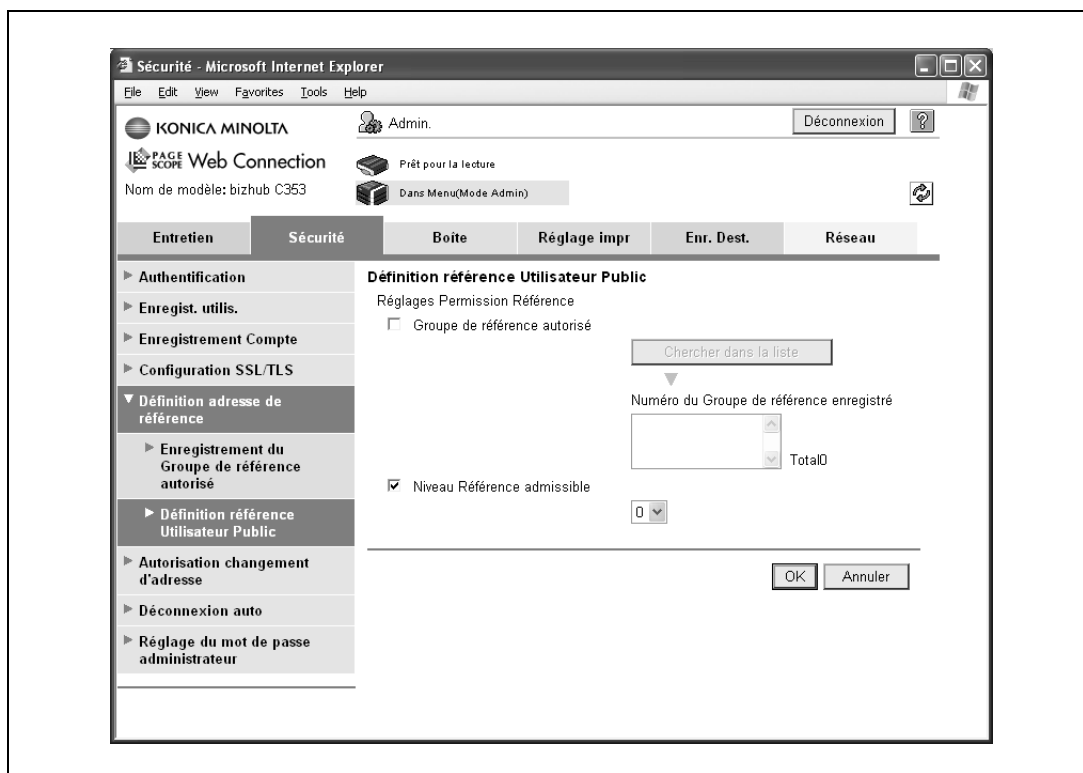 Sécurité - Microsoft Internet Explorer
File Edit View Favorites Tools Help
KONICA MINOLTA
Admin.
Déconnexion
?
PAGE SCOPE Web Connection
Prêt pour la lecture
Nom de modèle: bizhub C353
Dans Menu(Mode Admin)
Entretien Sécurité Boîte Réglage impr Enr. Dest. Réseau
Authentification
Enregist. utilis.
Enregistrement Compte
Configuration SSL/TLS
Définition adresse de
référence
Enregistrement du
Groupe de référence
autorisé
Définition référence
Utilisateur Public
Autorisation changement
d'adresse
Déconnexion auto
Réglage du mot de passe
administrateur
Définition référence Utilisateur Public
Réglages Permission Référence
Groupe de référence autorisé
Chercher dans la liste
Numéro du Groupe de référence enregistré
Total0
Niveau Référence admissible
0
OK Annuler